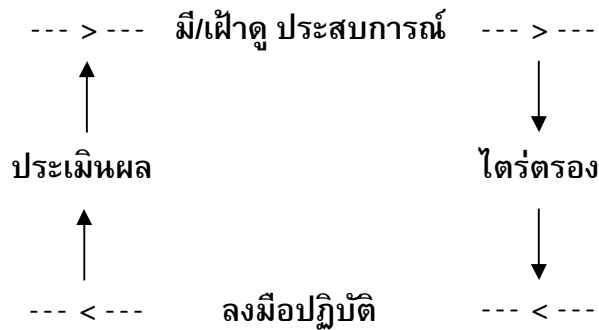 --- > --- มี/เฝ้าดู ประสบการณ์ --- > ---
ประเมินผล ไตร่ตรอง
--- < --- ลงมือปฏิบัติ --- < ---